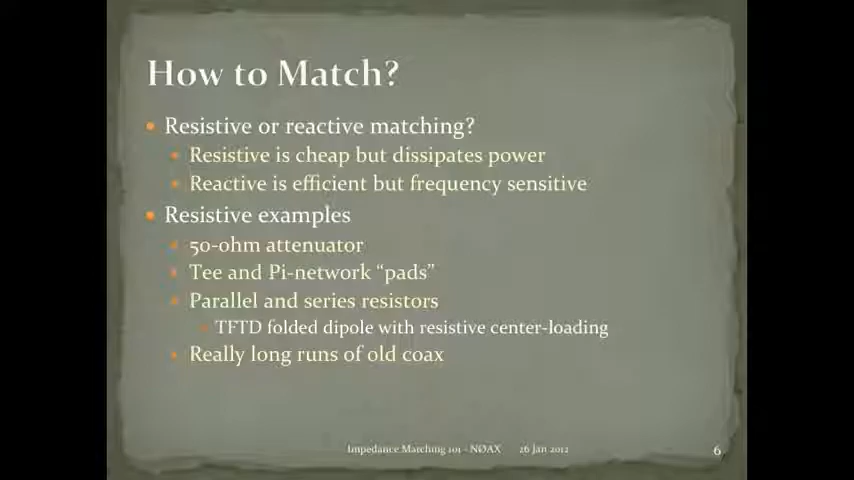 How to Match?
Resistive or reactive matching?
Resistive is cheap but dissipates power
Reactive is efficient but frequency sensitive
Resistive examples
50-ohm attenuator
Tee and Pi-network “pads”
Parallel and series resistors
TFTD folded dipole with resistive center-loading
Really long runs of old coax
Impedance Matching 101 - NØAX 26 Jan 2012 6